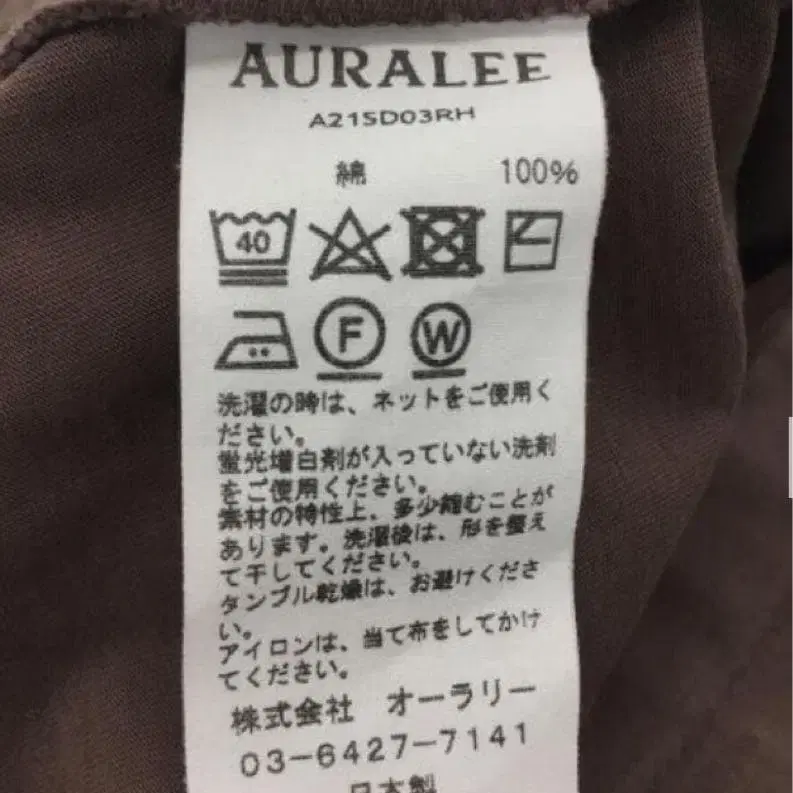 AURALEE
A21SD03RH
綿 100%
40
F W
洗濯の時は、ネットをご使用く
ださい。
蛍光増白剤が入っていない洗剤
をご使用ください。
素材の特性上、多少縮むことが
あります。洗濯後は、形を整え
て干してください。
タンブル乾燥は、お避けくださ
い。
アイロンは、当て布をしてかけ
てください。
株式会社 オーラリー
03-6427-7141
日本製